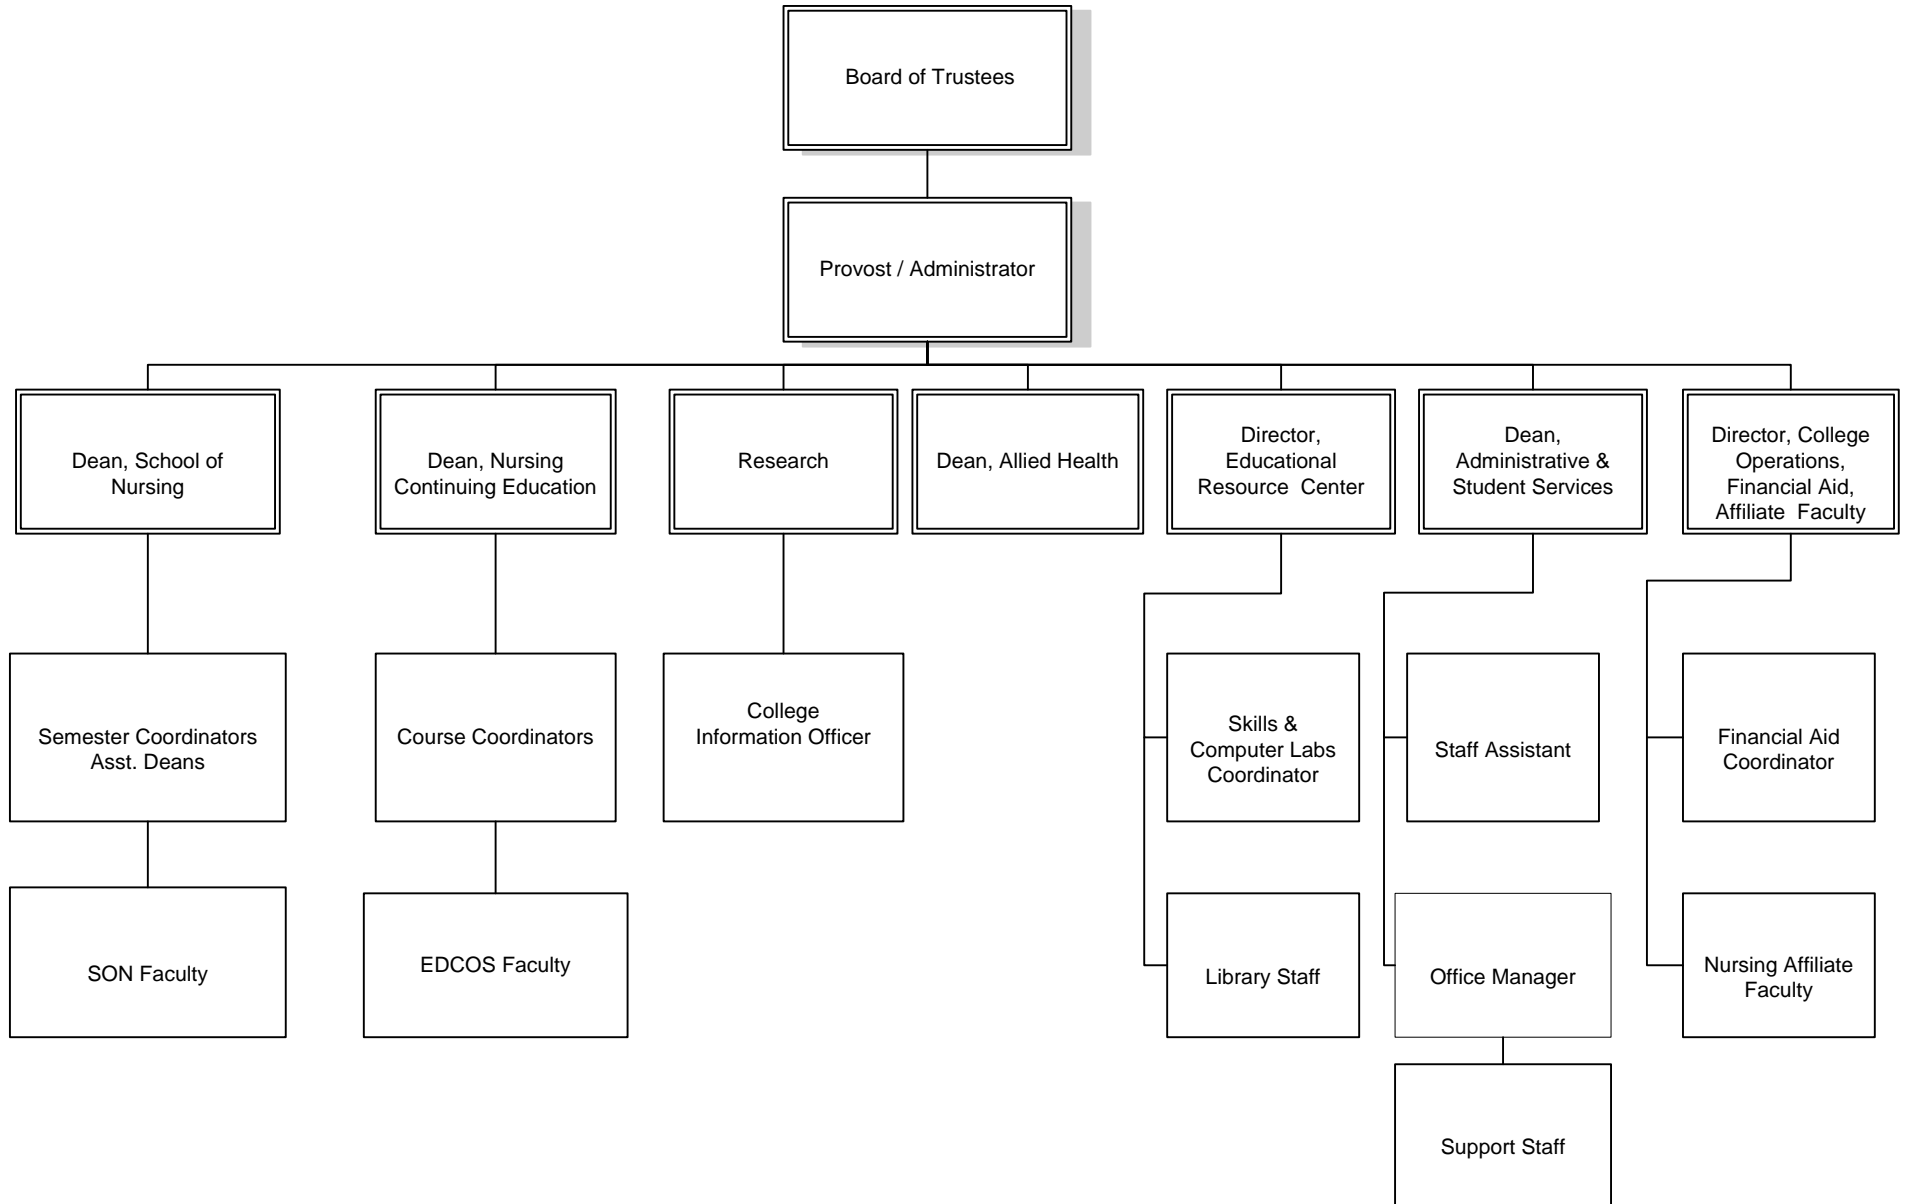 Board of Trustees
Provost / Administrator
Dean, School of
Nursing
Dean, Nursing
Continuing Education
Research
Dean, Allied Health
Director,
Educational
Resource Center
Dean,
Administrative &
Student Services
Director, College
Operations,
Financial Aid,
Affiliate Faculty
Semester Coordinators
Asst. Deans
Course Coordinators
College
Information Officer
Skills &
Computer Labs
Coordinator
Staff Assistant
Financial Aid
Coordinator
SON Faculty
EDCOS Faculty
Library Staff
Office Manager
Nursing Affiliate
Faculty
Support Staff